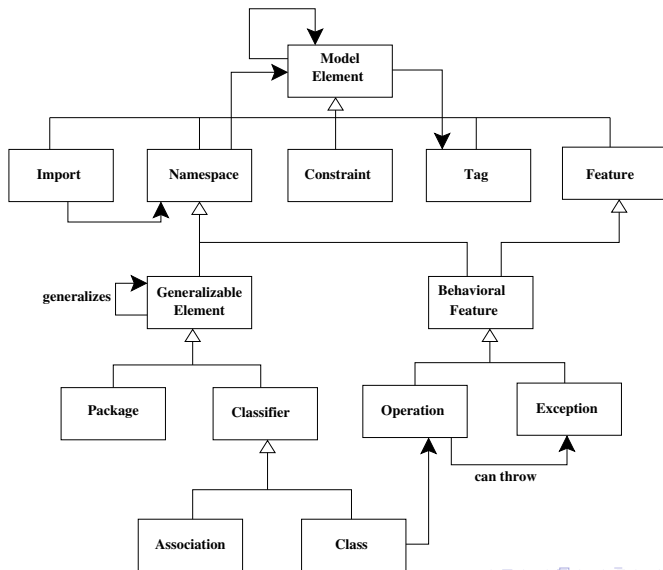 Model
Element
Import
Namespace
Constraint
Tag
Feature
generalizes
Generalizable
Element
Behavioral
Feature
Package
Classifier
Operation
Exception
can throw
Association
Class